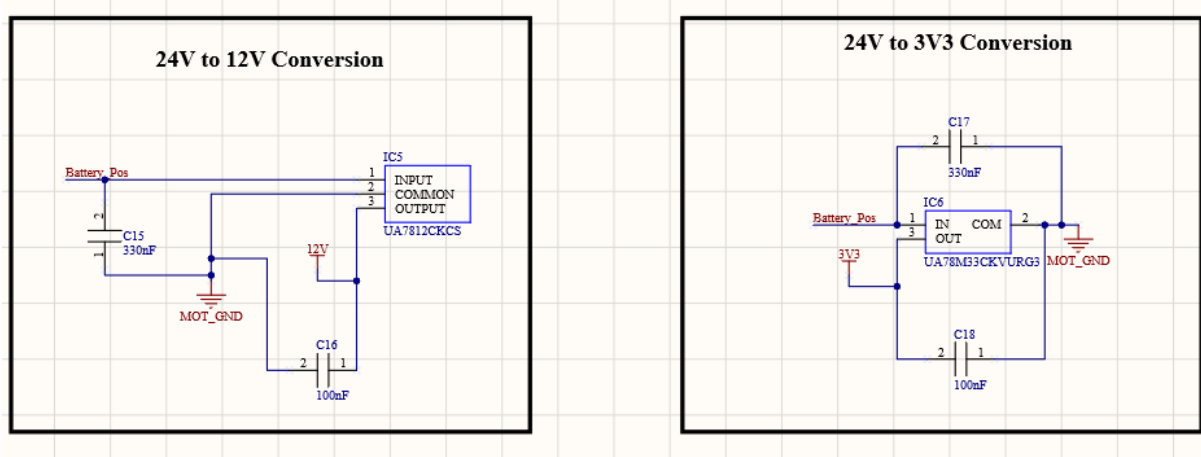 24V to 12V Conversion
Battery_Pos
2
C15
330nF
1
IC5
1 INPUT
2 COMMON
3 OUTPUT
UA7812CKCS
12V
MOT_GND
C16
2 1
100nF
24V to 3V3 Conversion
C17
2 1
330nF
Battery_Pos
IC6
1 IN COM 2
3 OUT
UA78M33CKVURG3
MOT_GND
3V3
C18
2 1
100nF